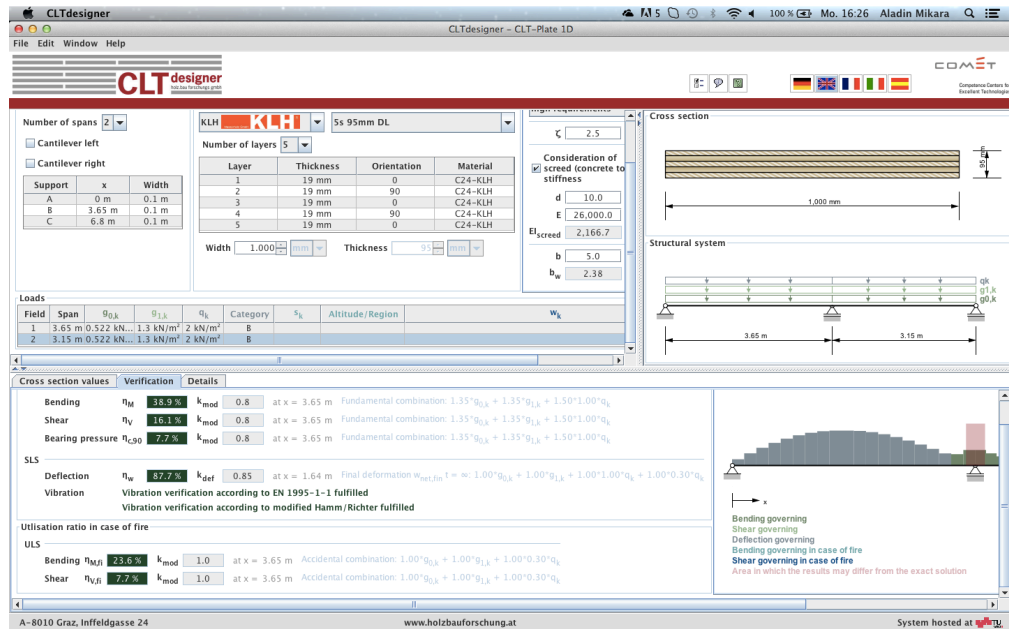 CLTdesigner 5 100 % Mo. 16:26 Aladin Mikara
CLTdesigner - CLT-Plate 1D
File Edit Window Help
CLT designer
holz.bau forschungs gmbh
COMET
Competence Centers for
Excellent Technologies
Number of spans 2
Cantilever left
Cantilever right
Support x Width
A 0 m 0.1 m
B 3.65 m 0.1 m
C 6.8 m 0.1 m
KLH KLH 5s 95mm DL
Number of layers 5
Layer Thickness Orientation Material
1 19 mm 0 C24-KLH
2 19 mm 90 C24-KLH
3 19 mm 0 C24-KLH
4 19 mm 90 C24-KLH
5 19 mm 0 C24-KLH
Width 1.000 mm Thickness 95 mm
High requirements
ζ 2.5
Consideration of
screed (concrete to
stiffness
d 10.0
E 26,000.0
EIscreed 2,166.7
b 5.0
bw 2.38
Cross section
95 mm
1,000 mm
Structural system
qk
g1,k
g0,k
3.65 m 3.15 m
Loads
Field Span g0,k g1,k qk Category sk Altitude/Region wk
1 3.65 m 0.522 kN... 1.3 kN/m² 2 kN/m² B
2 3.15 m 0.522 kN... 1.3 kN/m² 2 kN/m² B
Cross section values Verification Details
Bending ηM 38.9 % kmod 0.8 at x = 3.65 m Fundamental combination: 1.35*g0,k + 1.35*g1,k + 1.50*1.00*qk
Shear ηV 16.1 % kmod 0.8 at x = 3.65 m Fundamental combination: 1.35*g0,k + 1.35*g1,k + 1.50*1.00*qk
Bearing pressure ηc,90 7.7 % kmod 0.8 at x = 3.65 m Fundamental combination: 1.35*g0,k + 1.35*g1,k + 1.50*1.00*qk
SLS
Deflection ηw 87.7 % kdef 0.85 at x = 1.64 m Final deformation wnet,fin t = ∞: 1.00*g0,k + 1.00*g1,k + 1.00*1.00*qk + 1.00*0.30*qk
Vibration Vibration verification according to EN 1995-1-1 fulfilled
Vibration verification according to modified Hamm/Richter fulfilled
Utlisation ratio in case of fire
ULS
Bending ηM,fi 23.6 % kmod 1.0 at x = 3.65 m Accidental combination: 1.00*g0,k + 1.00*g1,k + 1.00*0.30*qk
Shear ηV,fi 7.7 % kmod 1.0 at x = 3.65 m Accidental combination: 1.00*g0,k + 1.00*g1,k + 1.00*0.30*qk
x
Bending governing
Shear governing
Deflection governing
Bending governing in case of fire
Shear governing in case of fire
Area in which the results may differ from the exact solution
A-8010 Graz, Inffeldgasse 24 www.holzbauforschung.at System hosted at TU